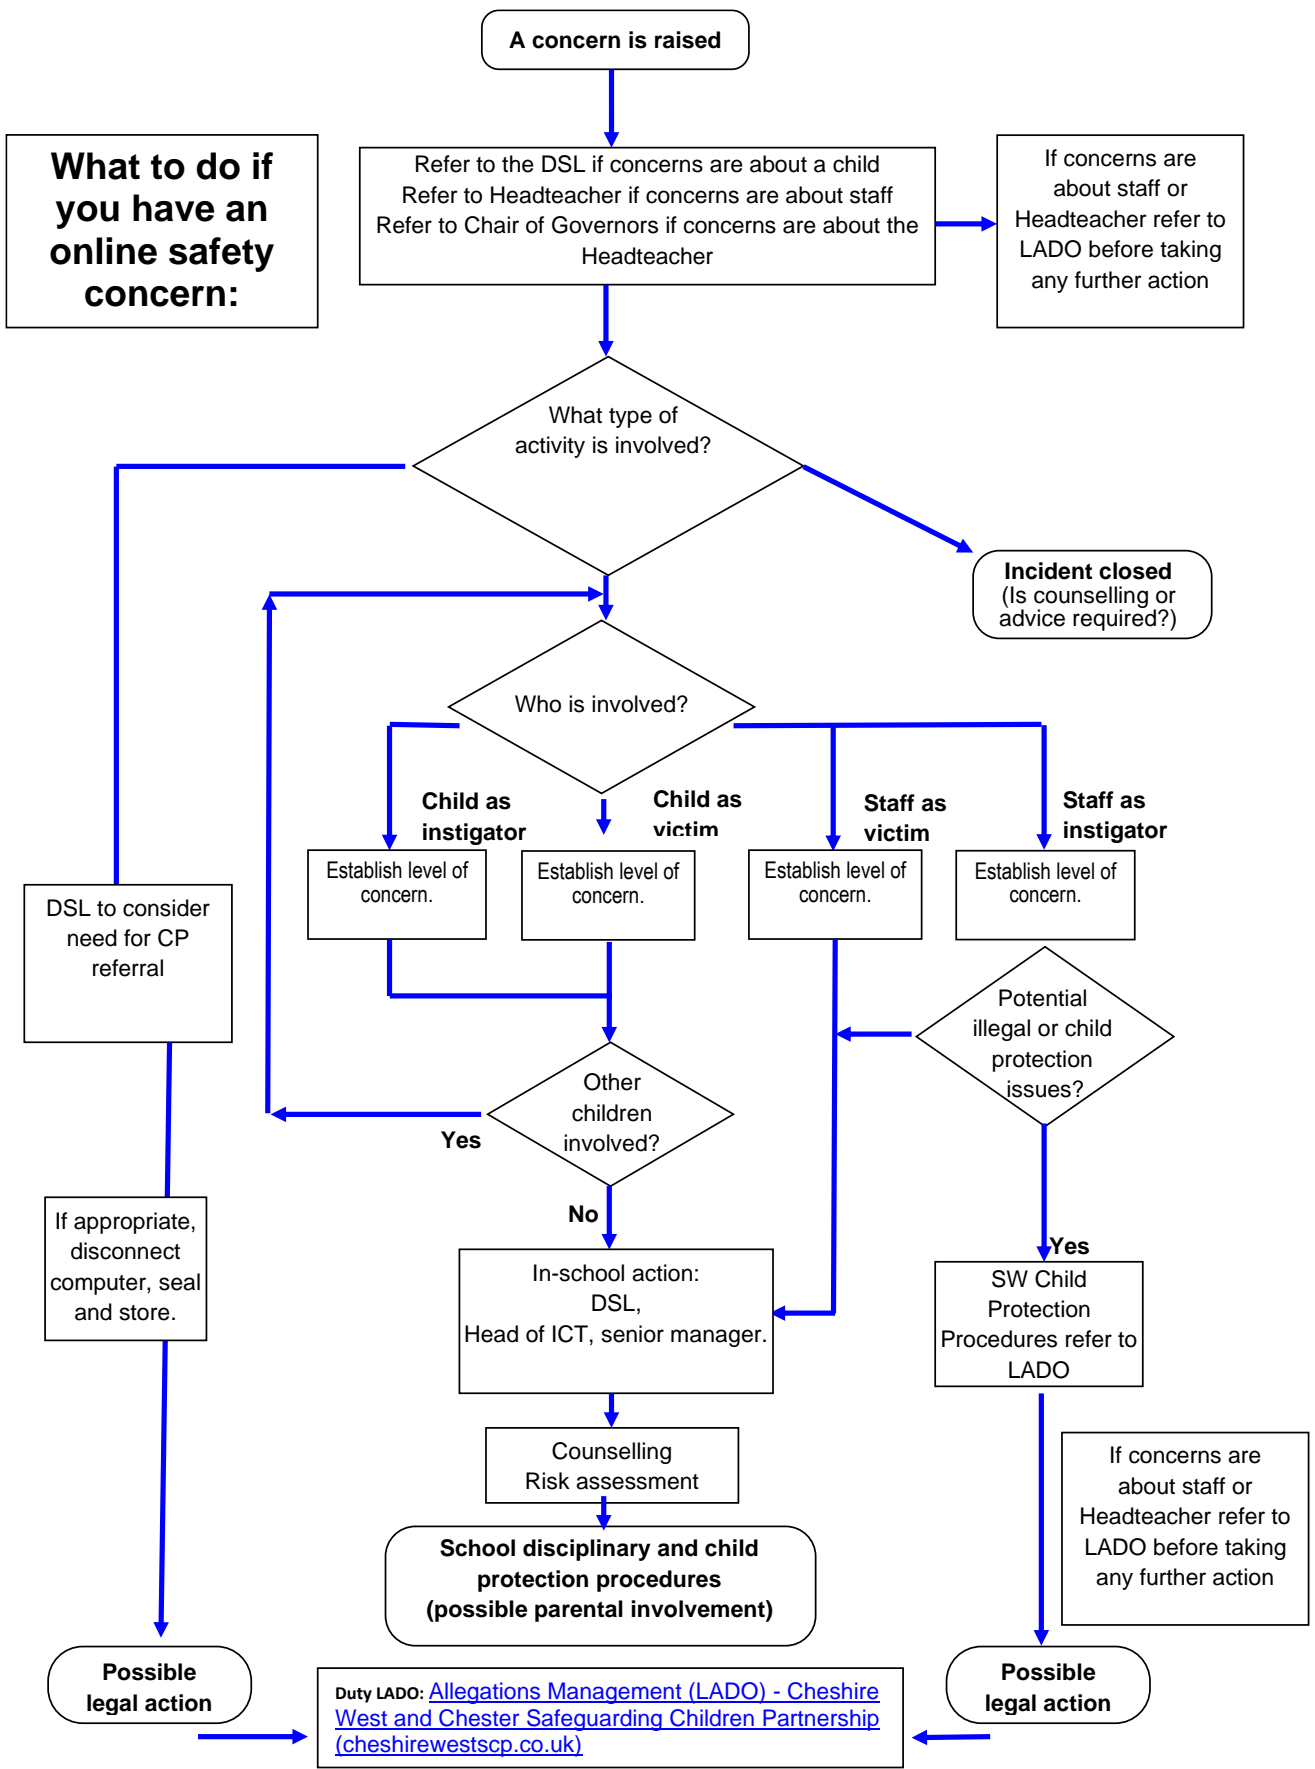 A concern is raised
What to do if
you have an
online safety
concern:
Refer to the DSL if concerns are about a child
Refer to Headteacher if concerns are about staff
Refer to Chair of Governors if concerns are about the
Headteacher
If concerns are
about staff or
Headteacher refer to
LADO before taking
any further action
What type of
activity is involved?
Incident closed
(Is counselling or
advice required?)
Who is involved?
Child as
instigator
Child as
victim
Staff as
victim
Staff as
instigator
Establish level of
concern.
Establish level of
concern.
Establish level of
concern.
Establish level of
concern.
DSL to consider
need for CP
referral
Potential
illegal or child
protection
issues?
Other
children
involved?
Yes
No
Yes
If appropriate,
disconnect
computer, seal
and store.
In-school action:
DSL,
Head of ICT, senior manager.
SW Child
Protection
Procedures refer to
LADO
Counselling
Risk assessment
If concerns are
about staff or
Headteacher refer to
LADO before taking
any further action
School disciplinary and child
protection procedures
(possible parental involvement)
Possible
legal action
Duty LADO: Allegations Management (LADO) - Cheshire
West and Chester Safeguarding Children Partnership
(cheshirewestscp.co.uk)
Possible
legal action